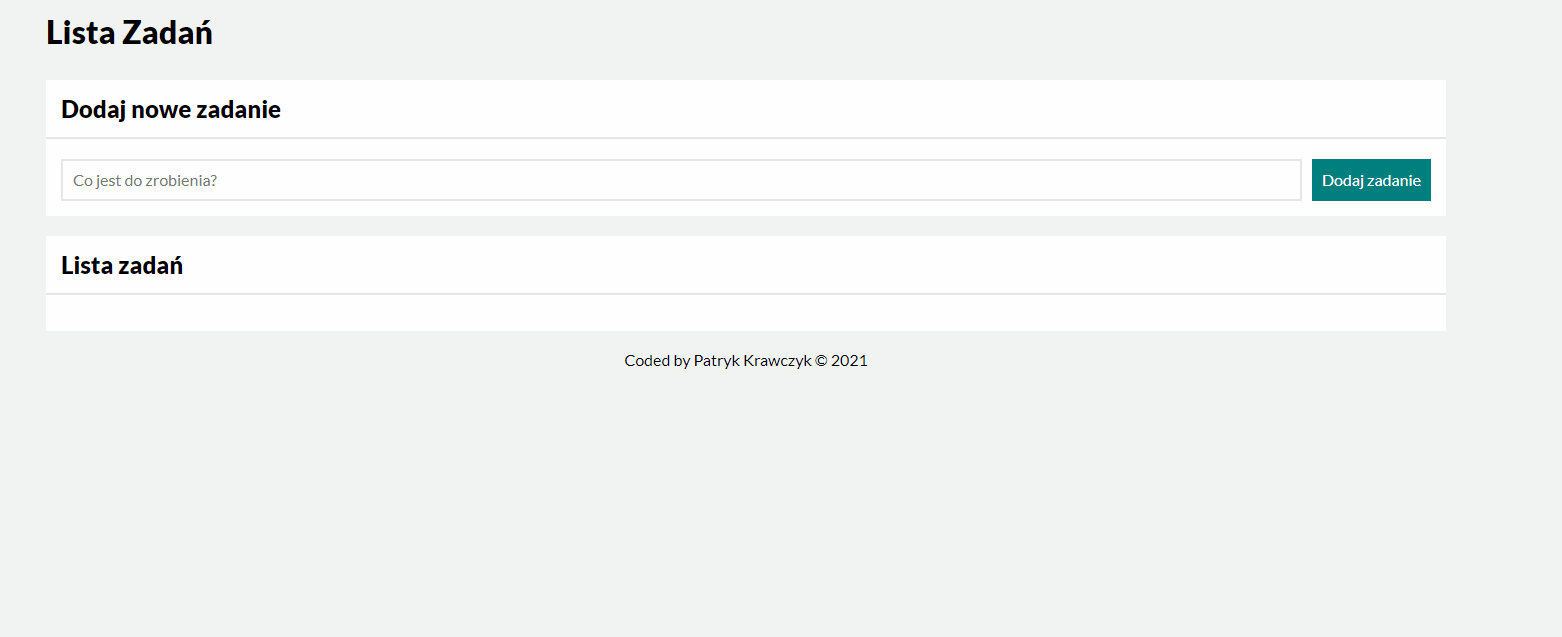 Lista Zadań
Dodaj nowe zadanie
Co jest do zrobienia?
Dodaj zadanie
Lista zadań
Coded by Patryk Krawczyk © 2021